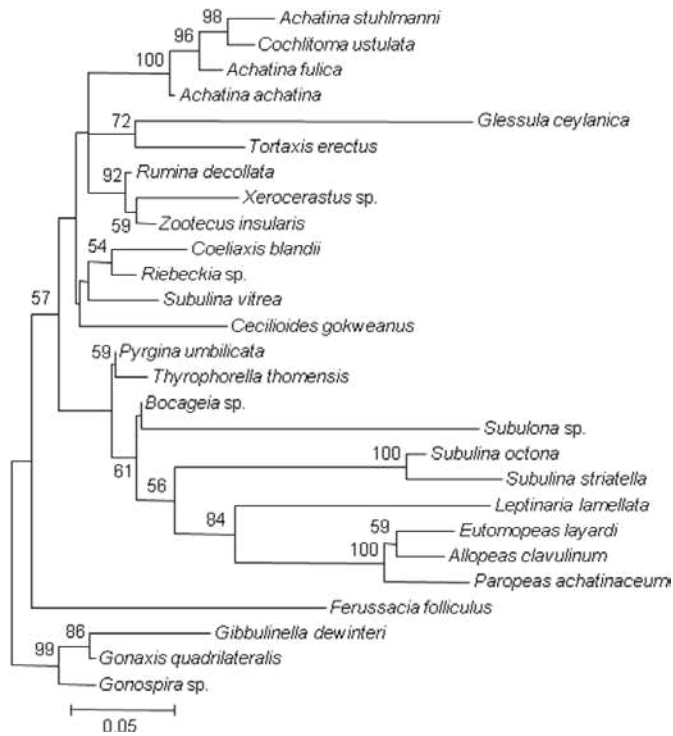 98
Achatina stuhlmanni
96
Cochlitoma ustulata
100
Achatina fulica
Achatina achatina
72
Glessula ceylanica
Tortaxis erectus
92
Rumina decollata
Xerocerastus sp.
59
Zootecus insularis
54
Coeliaxis blandii
Riebeckia sp.
57
Subulina vitrea
Cecilioides gokweanus
59
Pyrgina umbilicata
Thyrophorella thomensis
Bocageia sp.
Subulona sp.
61
100
Subulina octona
56
Subulina striatella
Leptinaria lamellata
84
59
Eutomopeas layardi
100
Allopeas clavulinum
Paropeas achatinaceum
Ferussacia folliculus
86
Gibbulinella dewinteri
99
Gonaxis quadrilateralis
Gonospira sp.
0.05